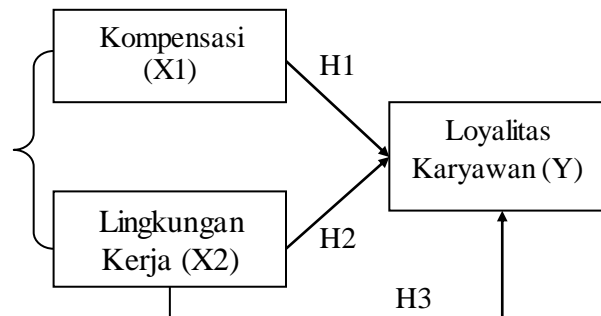 Kompensasi
(X1)
H1
Loyalitas
Karyawan (Y)
Lingkungan
Kerja (X2)
H2
H3